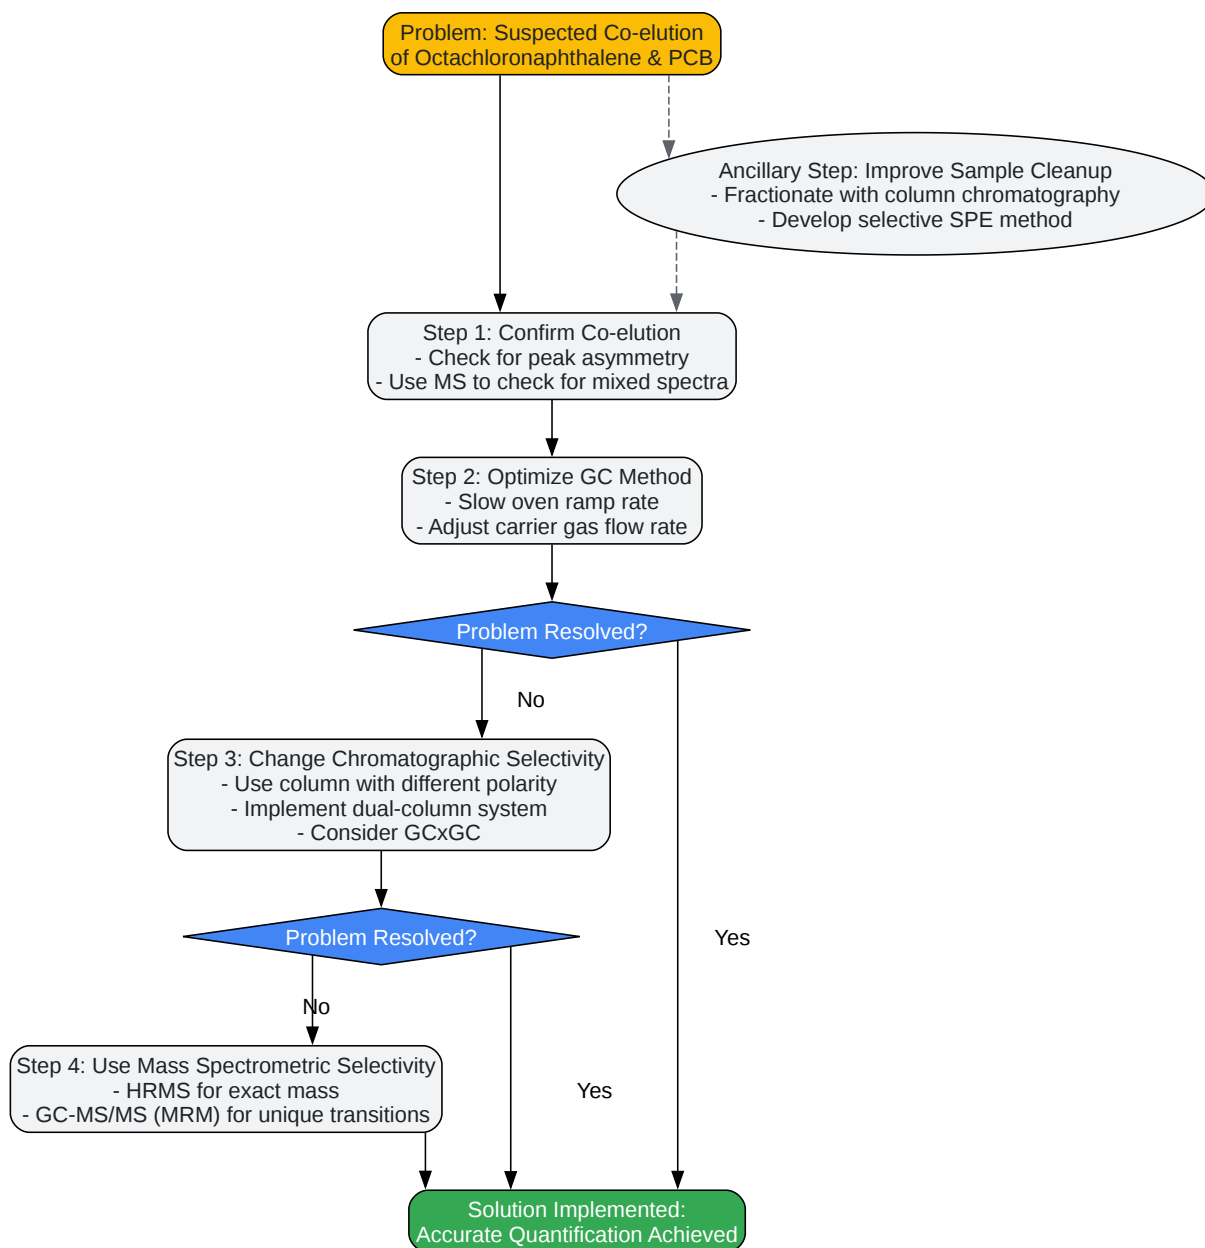 Problem: Suspected Co-elution
of Octachloronaphthalene & PCB
Ancillary Step: Improve Sample Cleanup
- Fractionate with column chromatography
- Develop selective SPE method
Step 1: Confirm Co-elution
- Check for peak asymmetry
- Use MS to check for mixed spectra
Step 2: Optimize GC Method
- Slow oven ramp rate
- Adjust carrier gas flow rate
Problem Resolved?
No
Step 3: Change Chromatographic Selectivity
- Use column with different polarity
- Implement dual-column system
- Consider GCxGC
Problem Resolved?
Yes
No
Step 4: Use Mass Spectrometric Selectivity
- HRMS for exact mass
- GC-MS/MS (MRM) for unique transitions
Yes
Solution Implemented:
Accurate Quantification Achieved